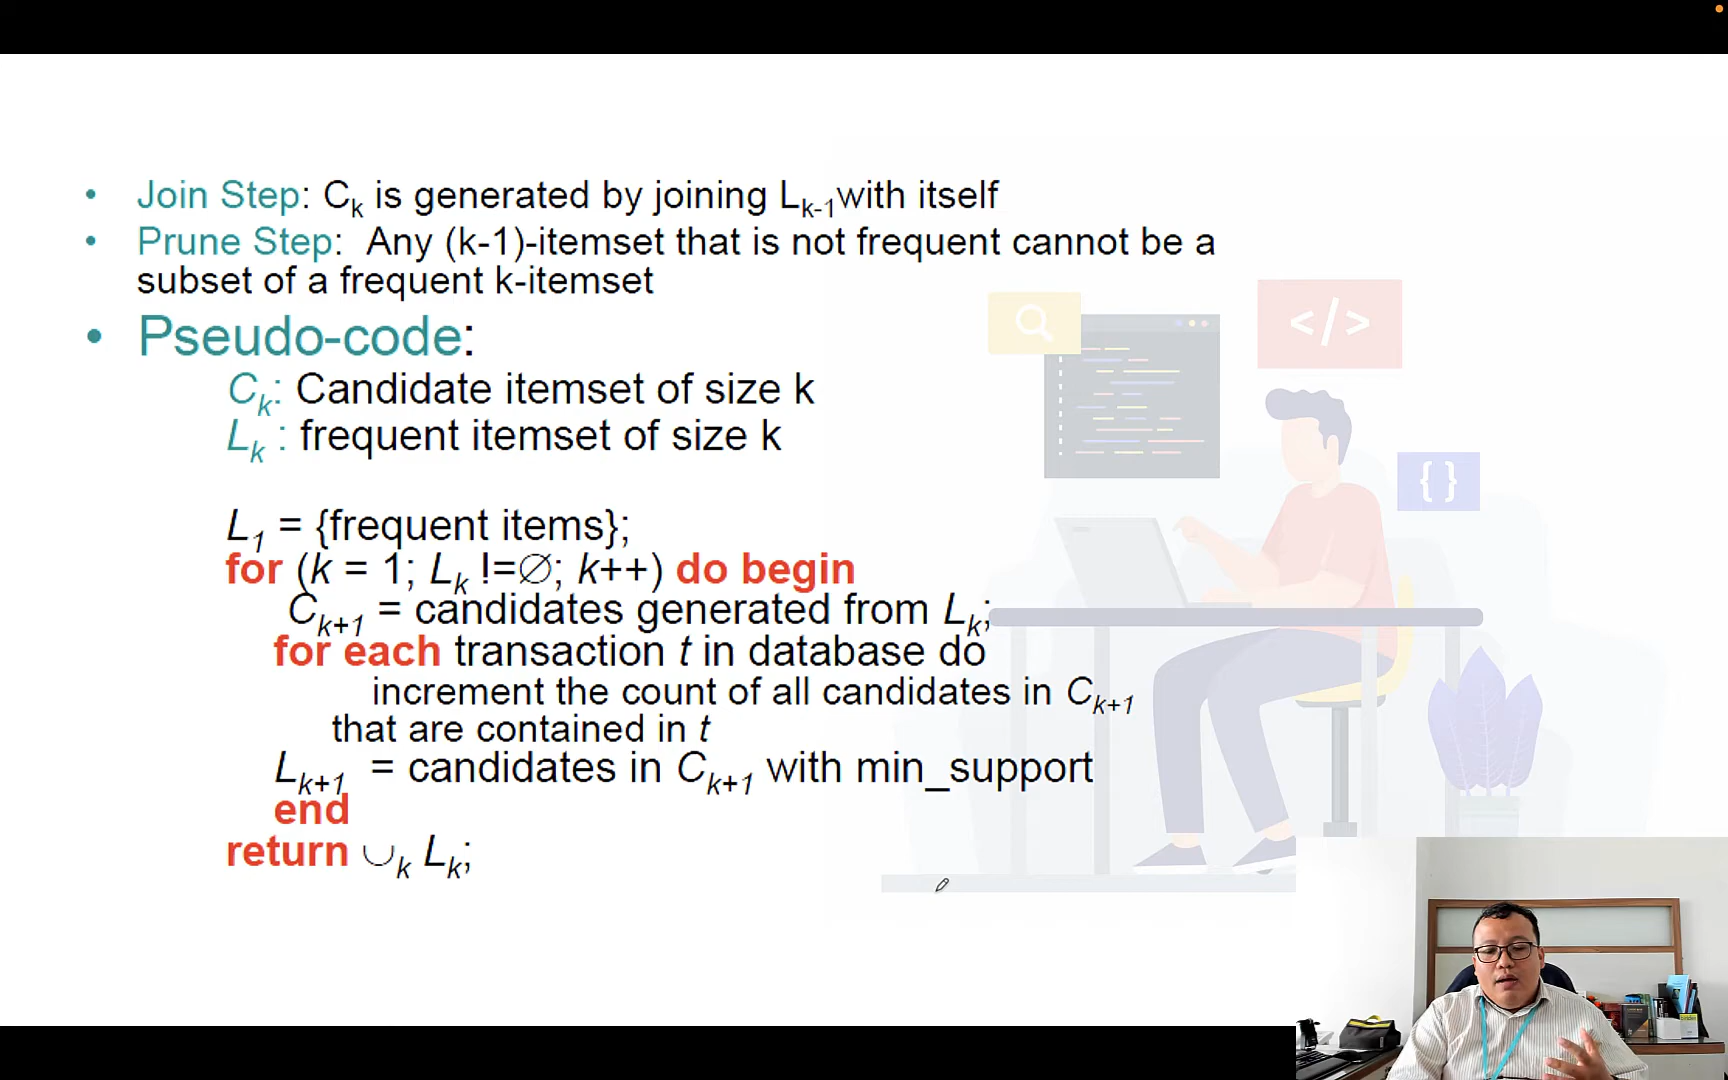 • Join Step: Cₖ is generated by joining Lₖ₋₁with itself
• Prune Step: Any (k-1)-itemset that is not frequent cannot be a
subset of a frequent k-itemset
• Pseudo-code:
Cₖ: Candidate itemset of size k
Lₖ : frequent itemset of size k
L₁ = {frequent items};
for (k = 1; Lₖ !=∅; k++) do begin
Cₖ₊₁ = candidates generated from Lₖ;
for each transaction t in database do
increment the count of all candidates in Cₖ₊₁
that are contained in t
Lₖ₊₁ = candidates in Cₖ₊₁ with min_support
end
return ∪ₖ Lₖ;
</>
{ }